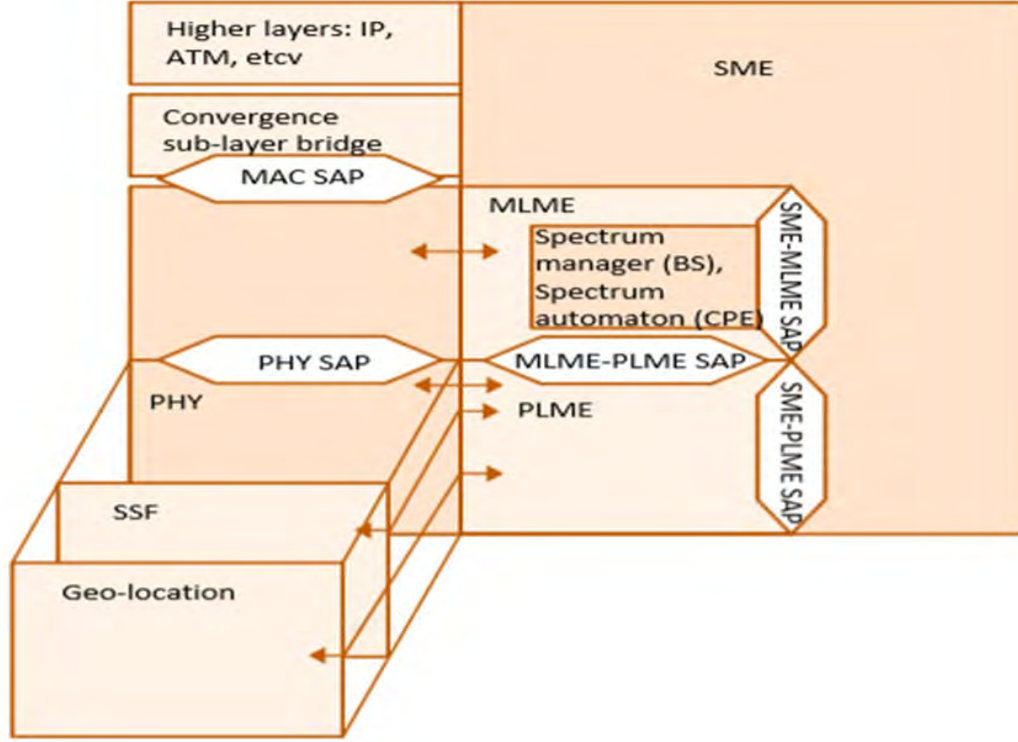 Higher layers: IP,
ATM, etcv
SME
Convergence
sub-layer bridge
MAC SAP
MLME
Spectrum
manager (BS),
Spectrum
automaton (CPE)
SME-MLME SAP
PHY SAP
MLME-PLME SAP
PHY
PLME
SME-PLME SAP
SSF
Geo-location